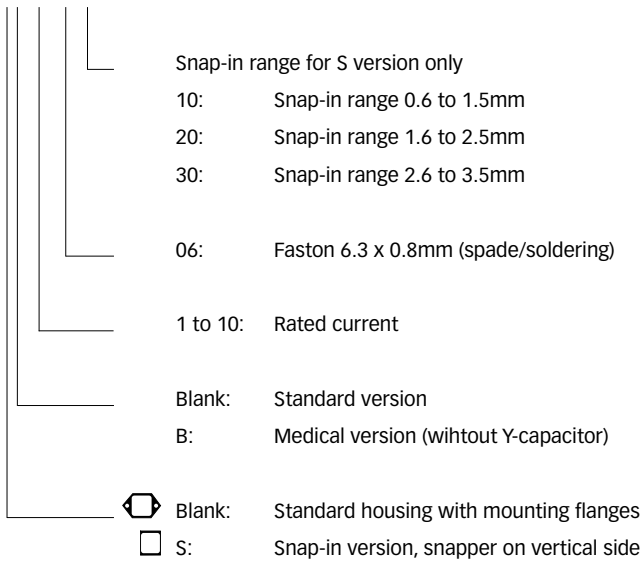 Snap-in range for S version only
10: Snap-in range 0.6 to 1.5mm
20: Snap-in range 1.6 to 2.5mm
30: Snap-in range 2.6 to 3.5mm
06: Faston 6.3 x 0.8mm (spade/soldering)
1 to 10: Rated current
Blank: Standard version
B: Medical version (wihtout Y-capacitor)
Blank: Standard housing with mounting flanges
S: Snap-in version, snapper on vertical side